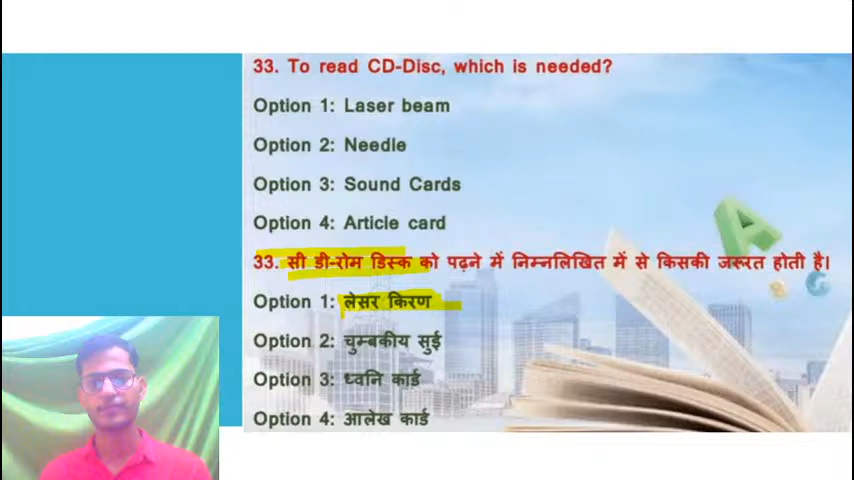 33. To read CD-Disc, which is needed?
Option 1: Laser beam
Option 2: Needle
Option 3: Sound Cards
Option 4: Article card
33. सी डी-रोम डिस्क को पढ़ने में निम्नलिखित में से किसकी जरूरत होती है।
Option 1: लेसर किरण
Option 2: चुम्बकीय सुई
Option 3: ध्वनि कार्ड
Option 4: आलेख कार्ड
A